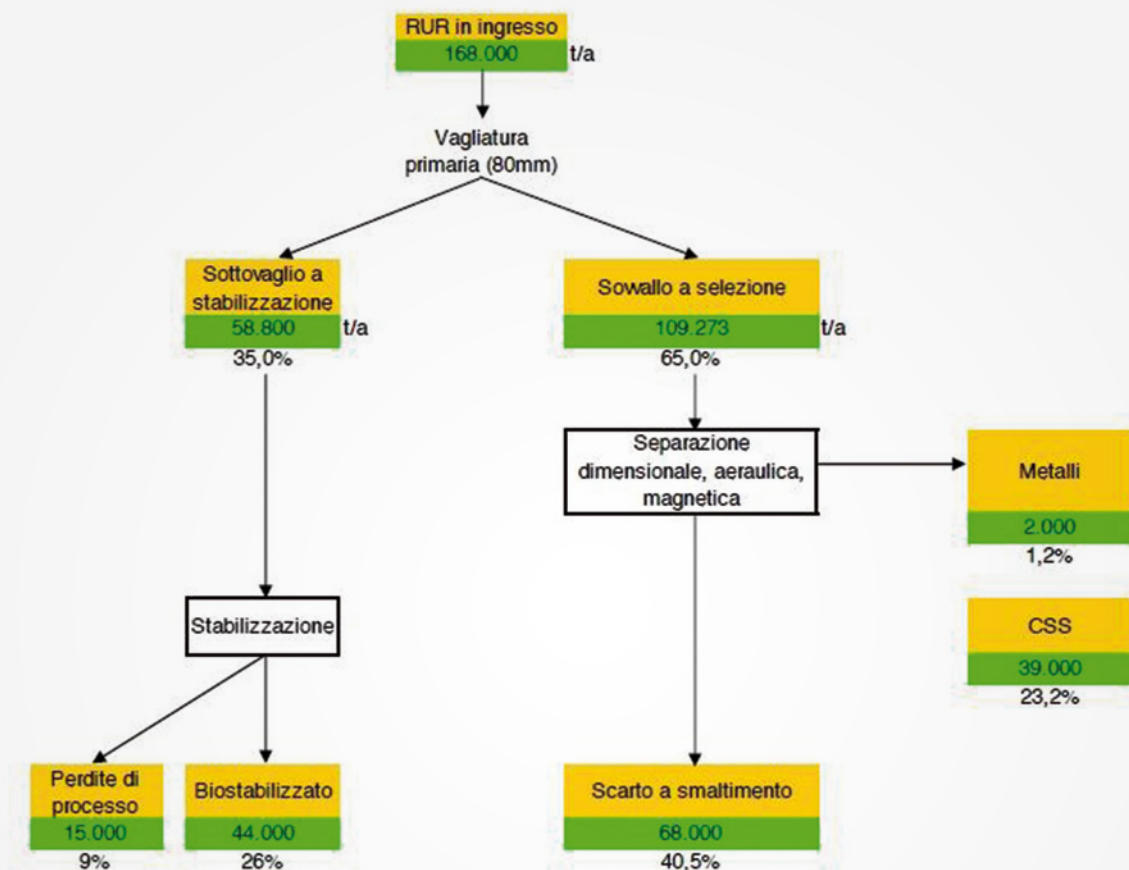 RUR in ingresso
168.000 t/a
Vagliatura
primaria (80mm)
Sottovaglio a
stabilizzazione
58.800 t/a
35,0%
Sowallo a selezione
109.273 t/a
65,0%
Separazione
dimensionale, aeraulica,
magnetica
Metalli
2.000
1,2%
CSS
39.000
23,2%
Stabilizzazione
Perdite di
processo
15.000
9%
Biostabilizzato
44.000
26%
Scarto a smaltimento
68.000
40,5%